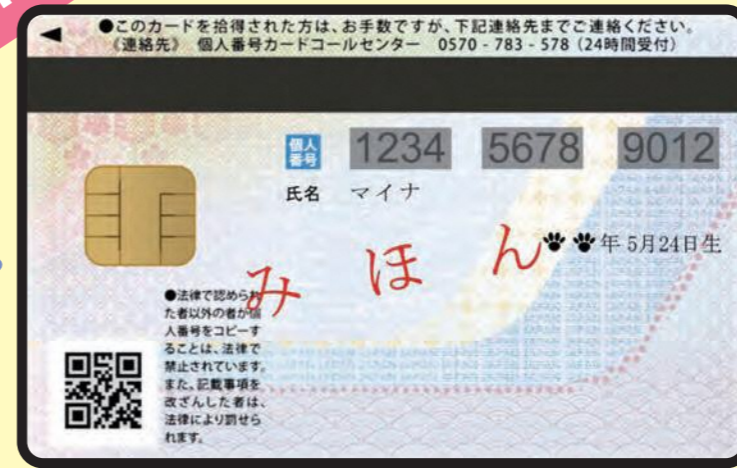 ●このカードを拾得された方は、お手数ですが、下記連絡先までご連絡ください。
《連絡先》 個人番号カードコールセンター 0570-783-578(24時間受付)
個人番号 1234 5678 9012
氏名 マイナ
年 5月24日生
みほん
●法律で認められ
た者以外の者が個
人番号をコピーす
ることは、法律で
禁止されています。
また、記載事項を
改ざんした者は、
法律により罰せら
れます。